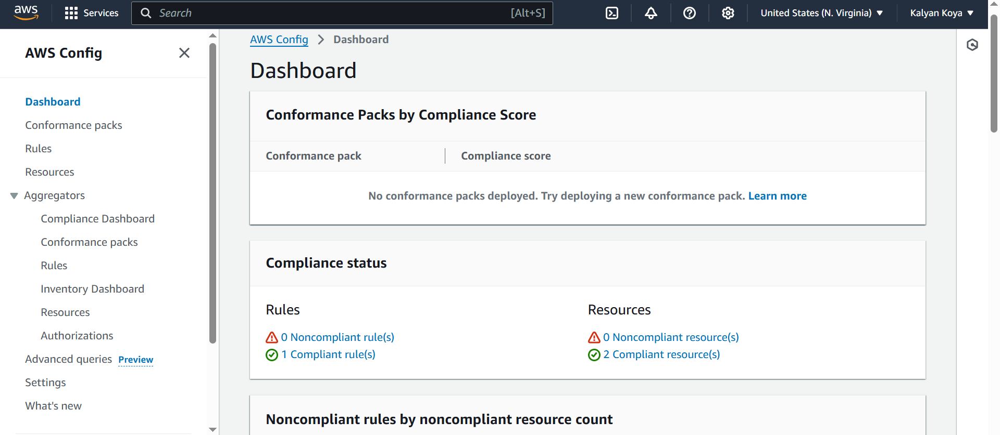 aws
Services
Search
[Alt+S]
United States (N. Virginia)
Kalyan Koya
AWS Config
Dashboard
Conformance packs
Rules
Resources
Aggregators
Compliance Dashboard
Conformance packs
Rules
Inventory Dashboard
Resources
Authorizations
Advanced queries Preview
Settings
What's new
AWS Config > Dashboard
Dashboard
Conformance Packs by Compliance Score
Conformance pack
Compliance score
No conformance packs deployed. Try deploying a new conformance pack. Learn more
Compliance status
Rules
0 Noncompliant rule(s)
1 Compliant rule(s)
Resources
0 Noncompliant resource(s)
2 Compliant resource(s)
Noncompliant rules by noncompliant resource count